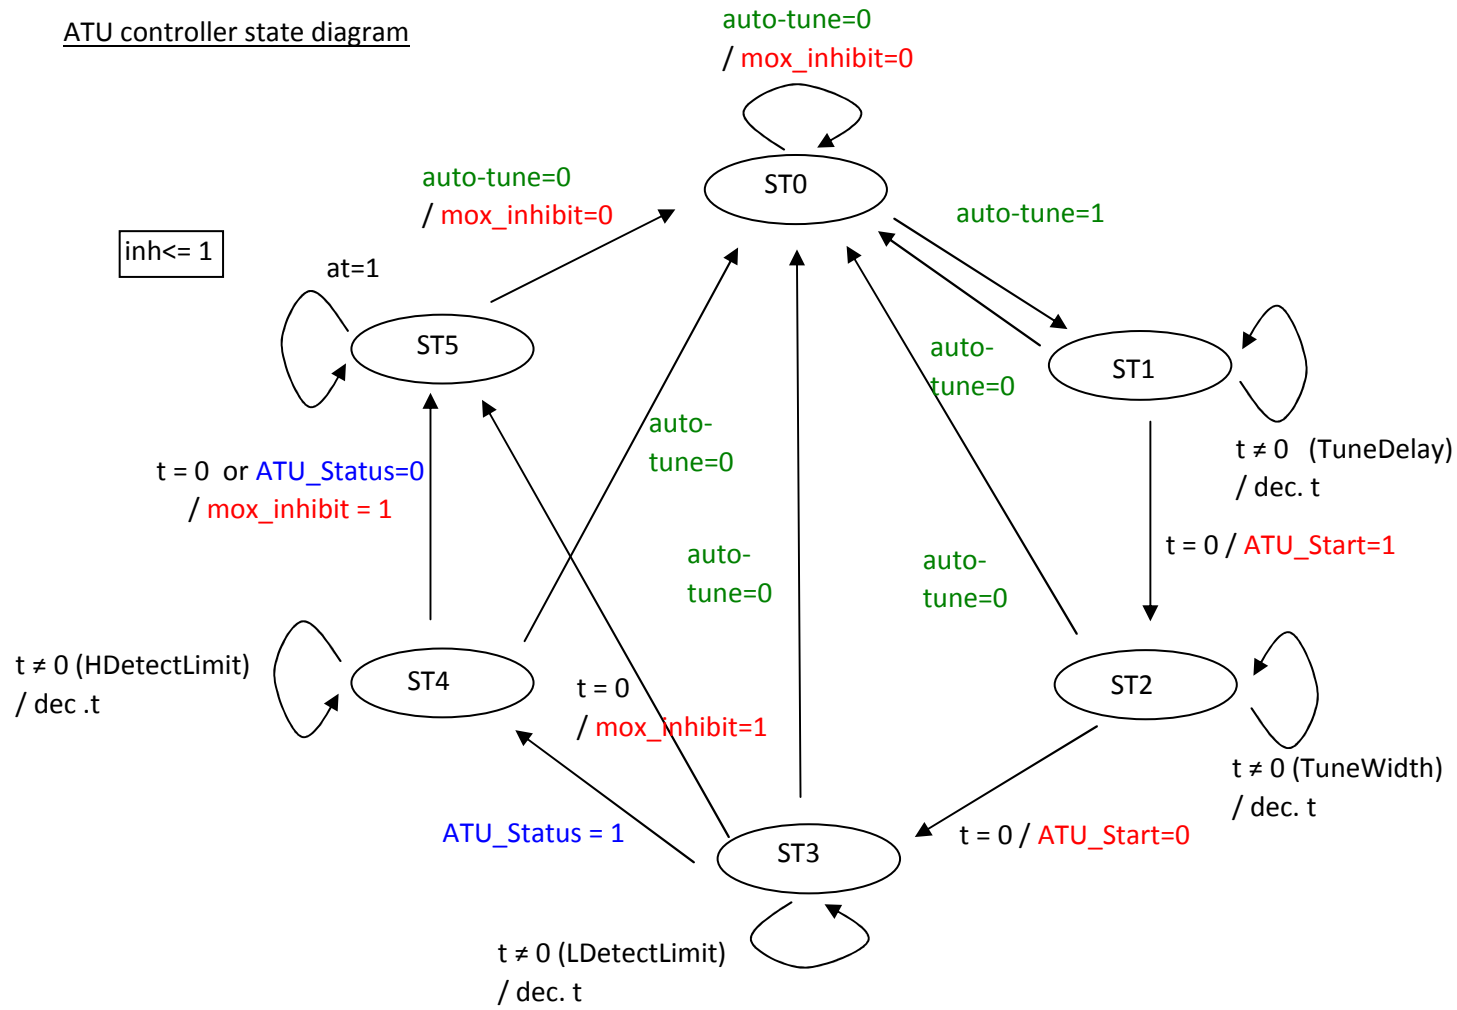 auto-tune=0
ATU controller state diagram
/ mox_inhibit=0
auto-tune=0
ST0
/ mox_inhibit=0
auto-tune=1
inh<= 1
at=1
ST5
auto-
tune=0
ST1
auto-
tune=0
t ≠ 0   (TuneDelay)
/ dec. t
t = 0  or ATU_Status=0
/ mox_inhibit = 1
t = 0 / ATU_Start=1
auto-
tune=0
auto-
tune=0
t ≠ 0 (HDetectLimit)
/ dec .t
ST4
t = 0
/ mox_inhibit=1
ST2
t ≠ 0 (TuneWidth)
/ dec. t
ATU_Status = 1
t = 0 / ATU_Start=0
ST3
t ≠ 0 (LDetectLimit)
/ dec. t